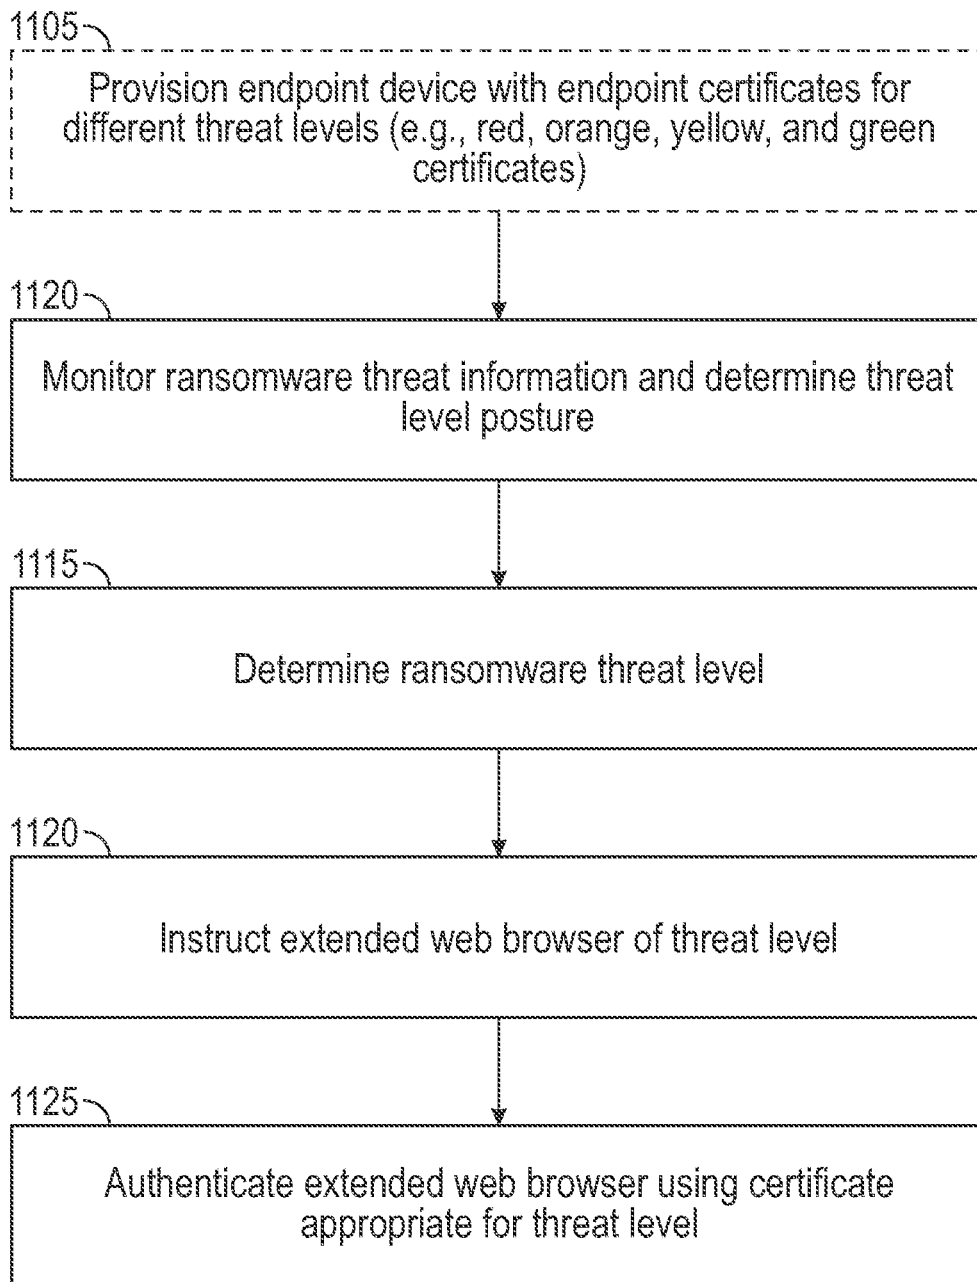 1105
Provision endpoint device with endpoint certificates for
different threat levels (e.g., red, orange, yellow, and green
certificates)
1120
Monitor ransomware threat information and determine threat
level posture
1115
Determine ransomware threat level
1120
Instruct extended web browser of threat level
1125
Authenticate extended web browser using certificate
appropriate for threat level